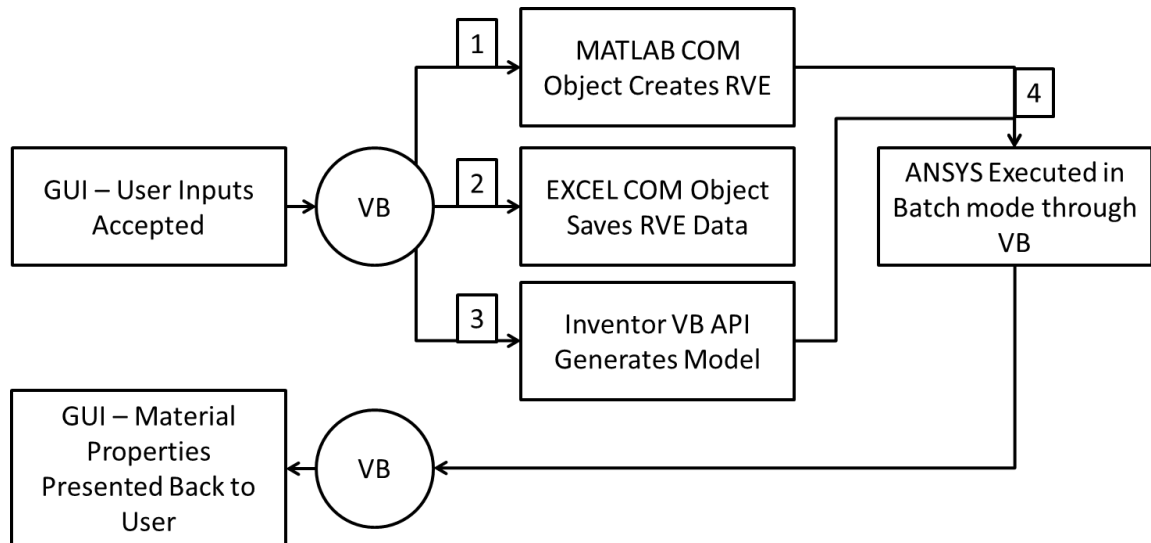 1
MATLAB COM
Object Creates RVE
4
GUI – User Inputs
Accepted
VB
2
EXCEL COM Object
Saves RVE Data
ANSYS Executed in
Batch mode through
VB
3
Inventor VB API
Generates Model
GUI – Material
Properties
Presented Back to
User
VB